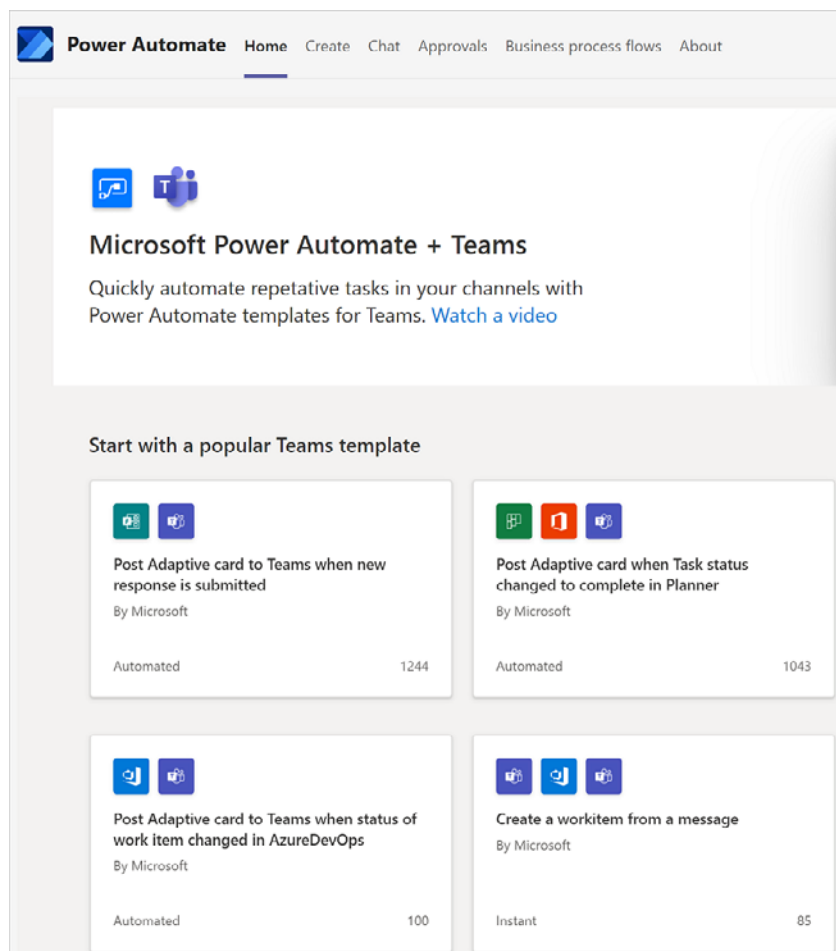 Power Automate Home Create Chat Approvals Business process flows About
Microsoft Power Automate + Teams
Quickly automate repetative tasks in your channels with
Power Automate templates for Teams. Watch a video
Start with a popular Teams template
Post Adaptive card to Teams when new
response is submitted
By Microsoft
Automated 1244
Post Adaptive card when Task status
changed to complete in Planner
By Microsoft
Automated 1043
Post Adaptive card to Teams when status of
work item changed in AzureDevOps
By Microsoft
Automated 100
Create a workitem from a message
By Microsoft
Instant 85